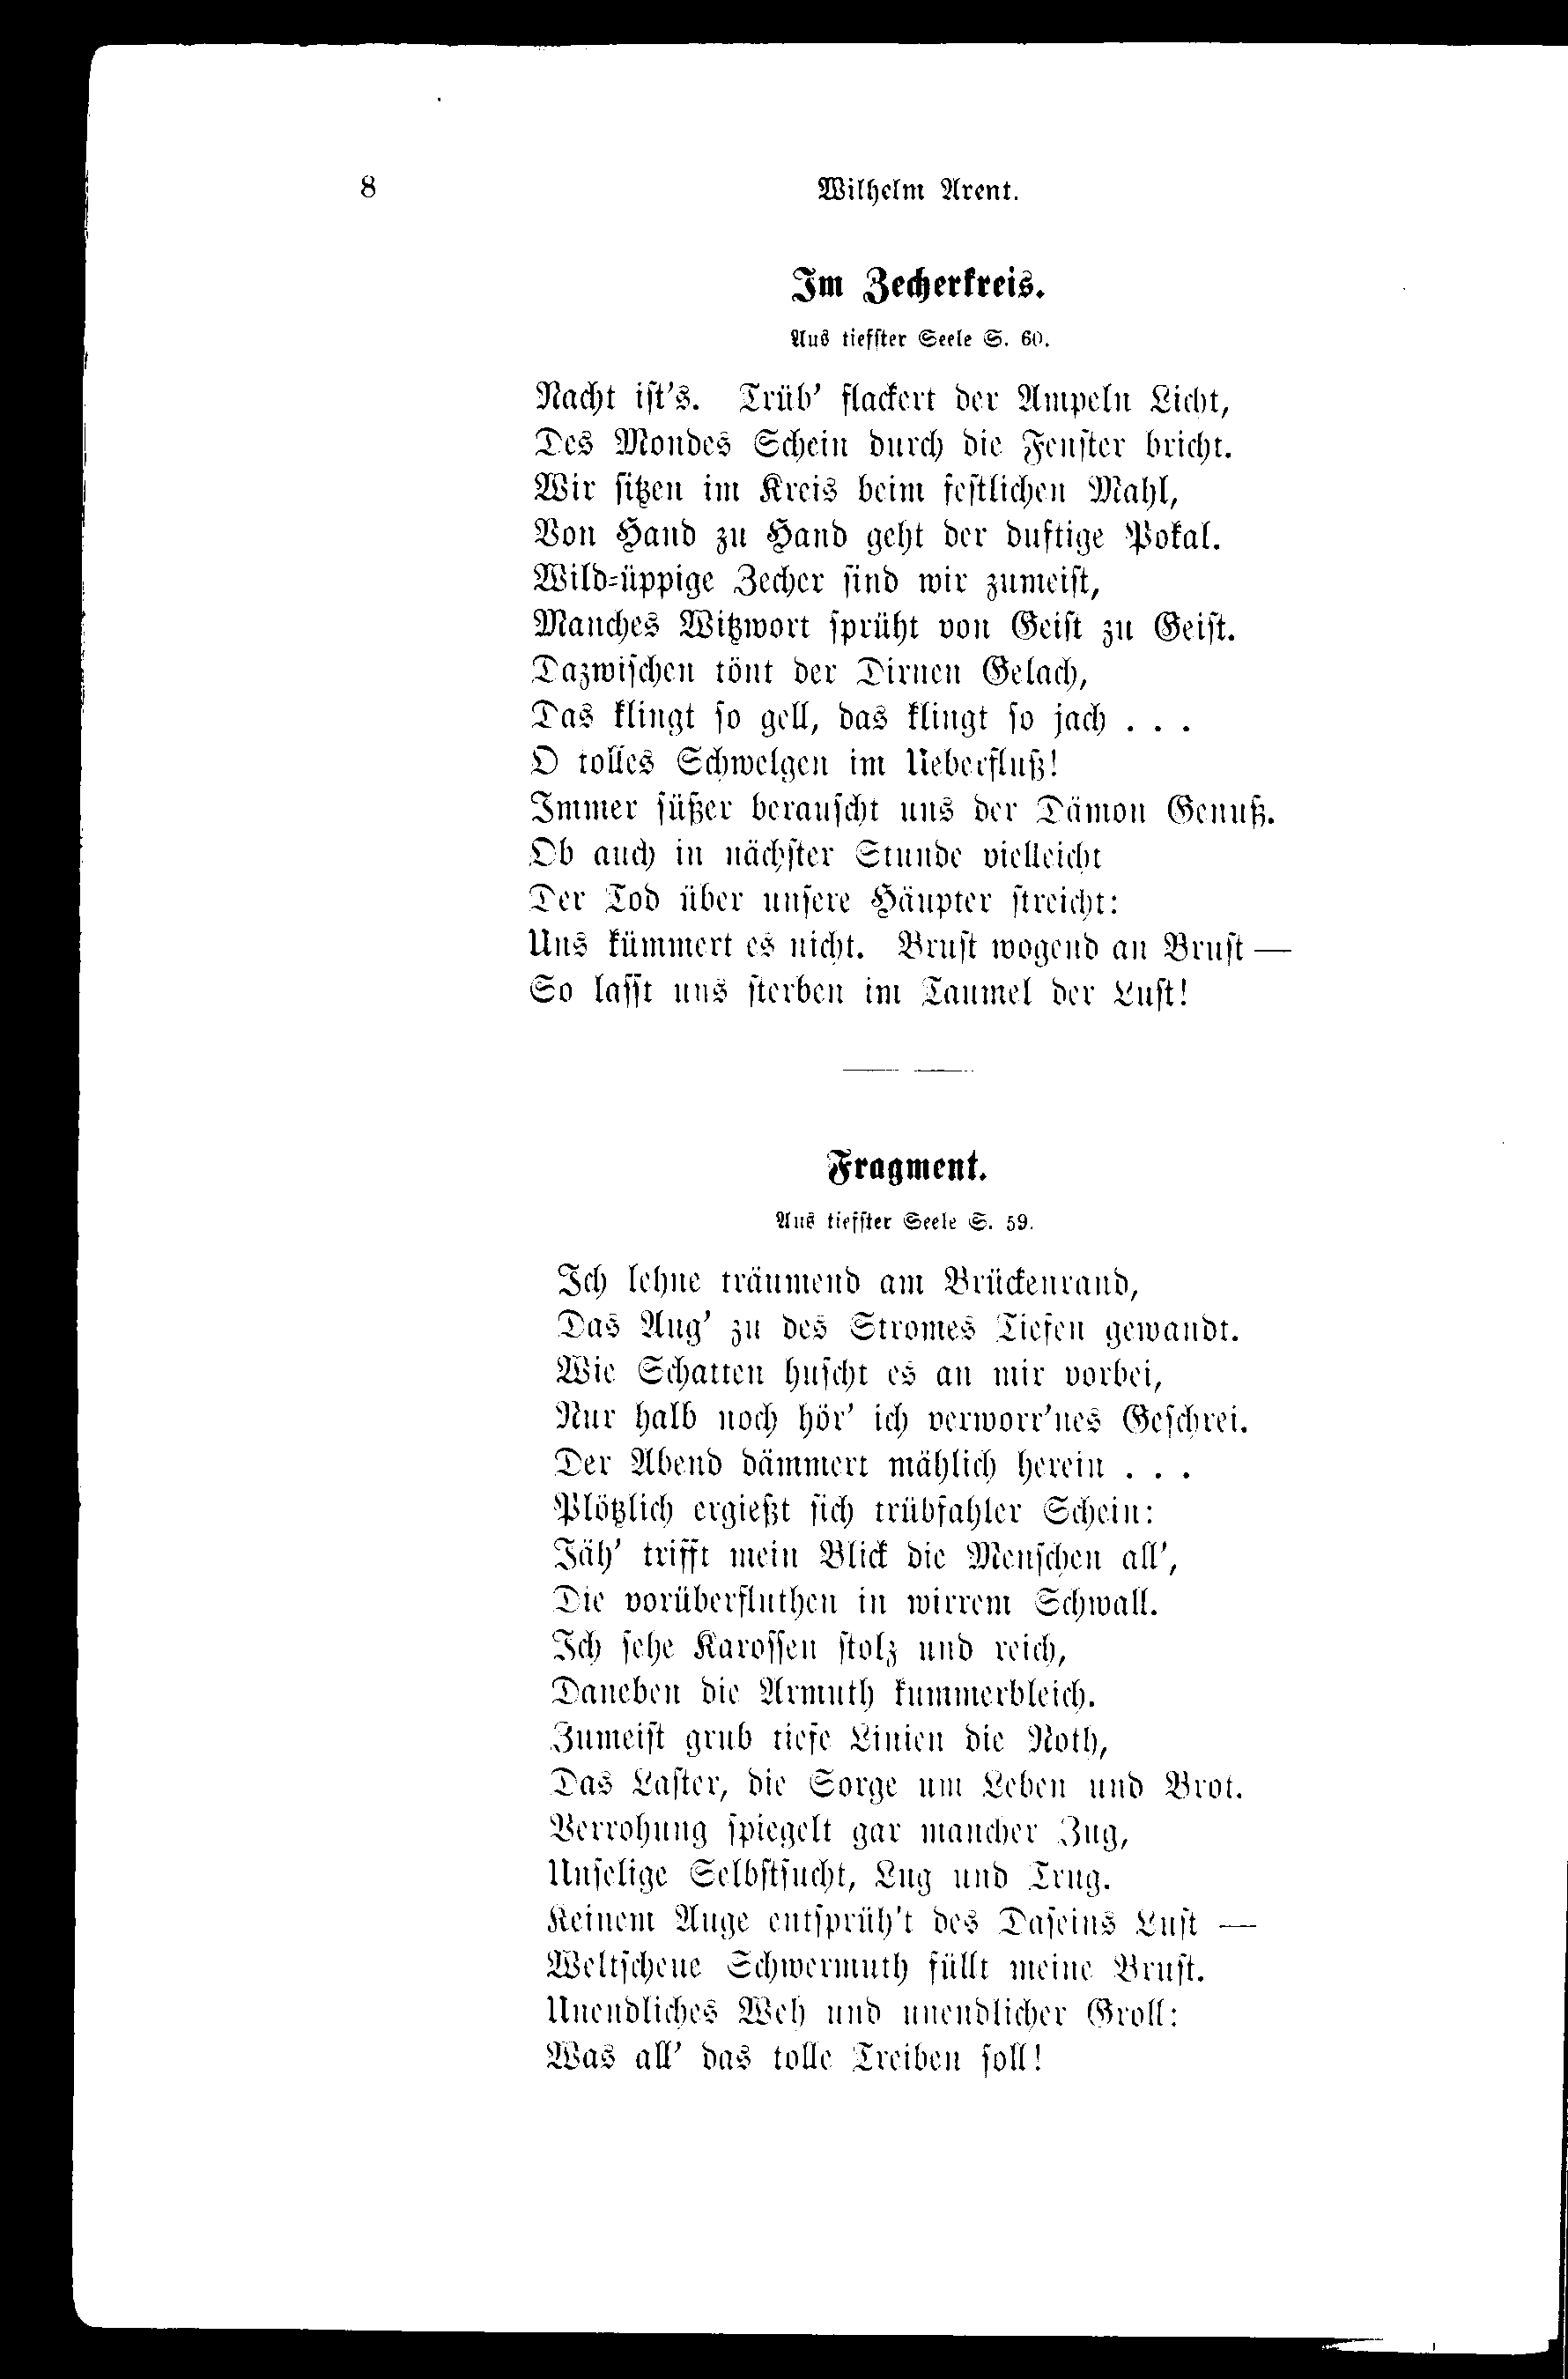 8
Wilhelm Arent.
Im Zecherkreis.
Aus tiefster Seele S. 60.
Nacht ist's. Trüb' flackert der Ampeln Licht,
Des Mondes Schein durch die Fenster bricht.
Wir sitzen im Kreis beim festlichen Mahl,
Von Hand zu Hand geht der duftige Pokal.
Wild-üppige Zecher sind wir zumeist,
Manches Witzwort sprüht von Geist zu Geist.
Dazwischen tönt der Dirnen Gelach,
Das klingt so gell, das klingt so jach . . .
O tolles Schwelgen im Ueberfluß!
Immer süßer berauscht uns der Dämon Genuß.
Ob auch in nächster Stunde vielleicht
Der Tod über unsere Häupter streicht:
Uns kümmert es nicht. Brust wogend an Brust —
So lasst uns sterben im Taumel der Lust!
Fragment.
Aus tiefster Seele S. 59.
Ich lehne träumend am Brückenrand,
Das Aug' zu des Stromes Tiefen gewandt.
Wie Schatten huscht es an mir vorbei,
Nur halb noch hör' ich verworr'nes Geschrei.
Der Abend dämmert mählich herein . . .
Plötzlich ergießt sich trübfahler Schein:
Jäh' trifft mein Blick die Menschen all',
Die vorüberfluthen in wirrem Schwall.
Ich sehe Karossen stolz und reich,
Daneben die Armuth kummerbleich.
Zumeist grub tiefe Linien die Noth,
Das Laster, die Sorge um Leben und Brot.
Verrohung spiegelt gar mancher Zug,
Unselige Selbstsucht, Lug und Trug.
Keinem Auge entsprüh't des Daseins Lust —
Weltscheue Schwermuth füllt meine Brust.
Unendliches Weh und unendlicher Groll:
Was all' das tolle Treiben soll!